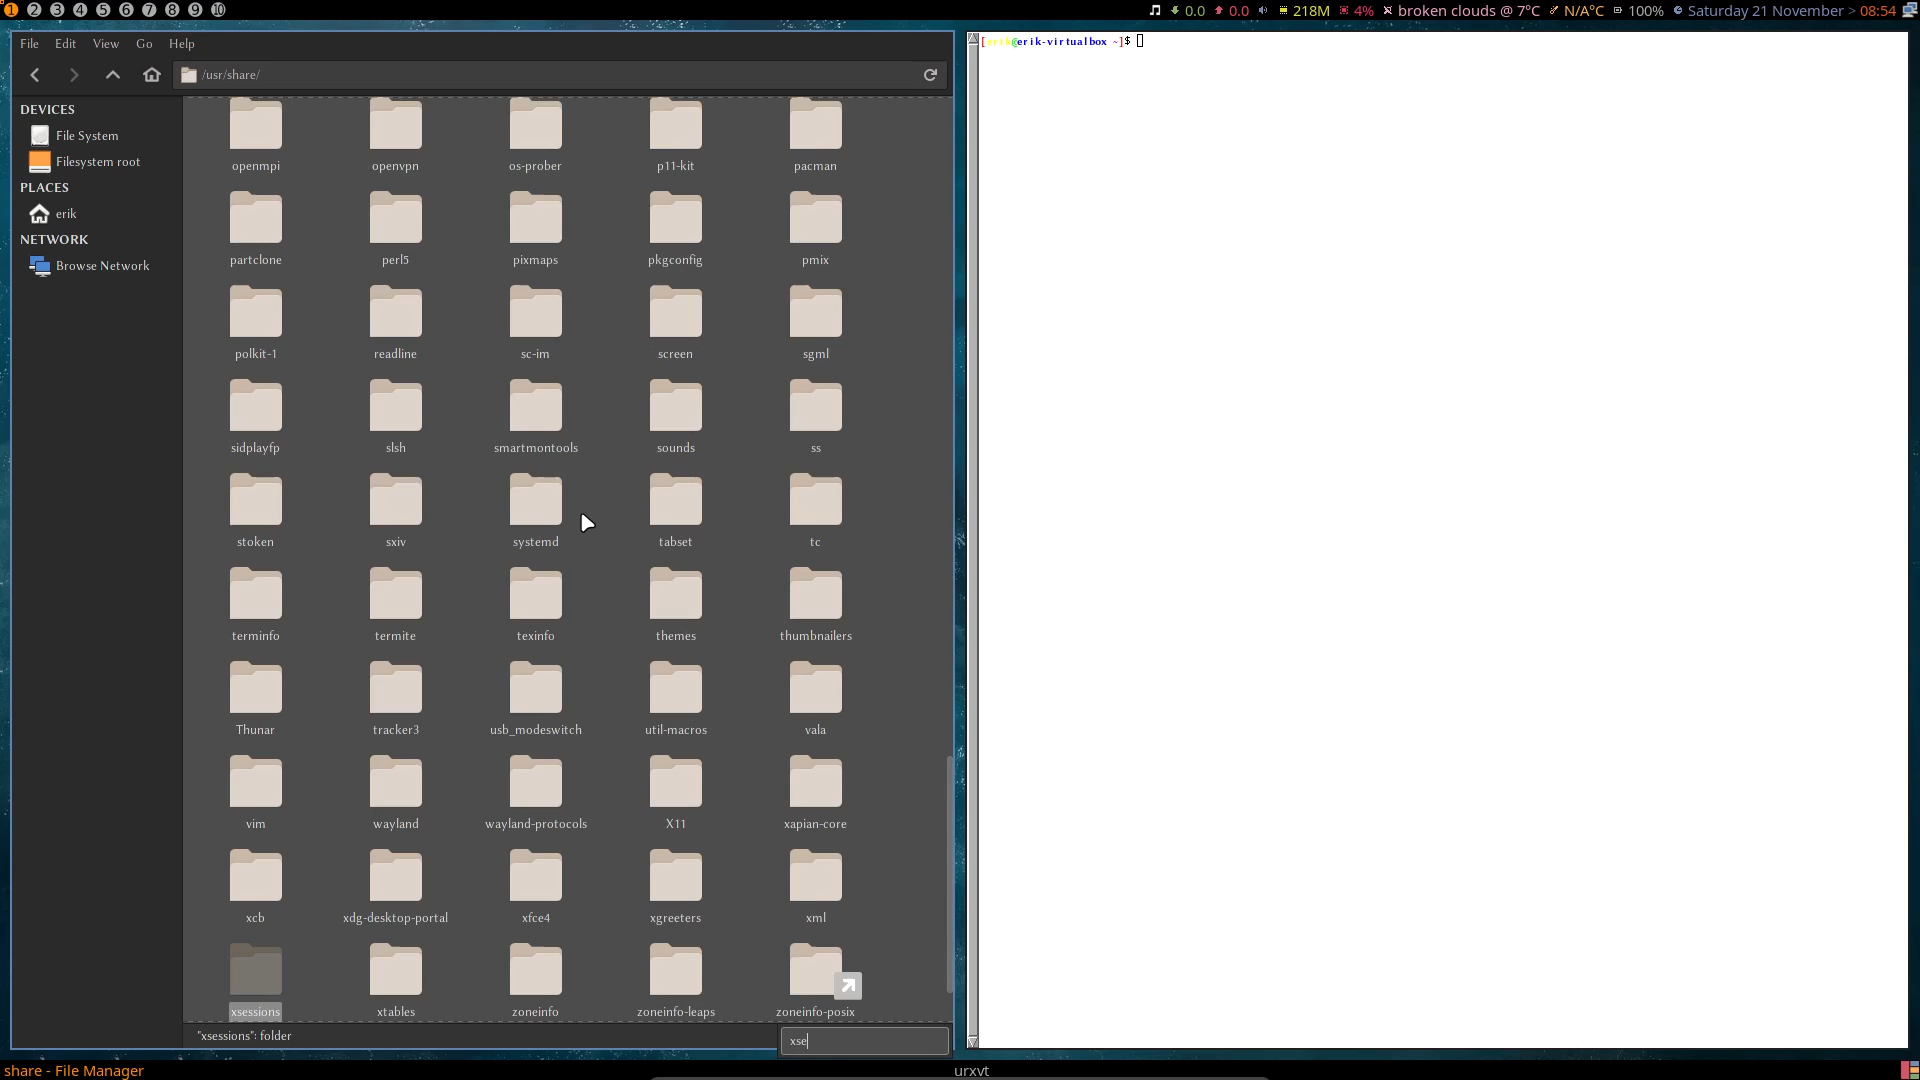 1 2 3 4 5 6 7 8 9 10 0.0 0.0 218M 4% broken clouds @ 7°C N/A°C 100% Saturday 21 November > 08:54
File Edit View Go Help
/usr/share/
DEVICES
File System
Filesystem root
PLACES
erik
NETWORK
Browse Network
openmpi openvpn os-prober p11-kit pacman
partclone perl5 pixmaps pkgconfig pmix
polkit-1 readline sc-im screen sgml
sidplayfp slsh smartmontools sounds ss
stoken sxiv systemd tabset tc
terminfo termite texinfo themes thumbnailers
Thunar tracker3 usb_modeswitch util-macros vala
vim wayland wayland-protocols X11 xapian-core
xcb xdg-desktop-portal xfce4 xgreeters xml
xsessions xtables zoneinfo zoneinfo-leaps zoneinfo-posix
"xsessions": folder
xse
[erik@erik-virtualbox ~]$
share - File Manager
urxvt